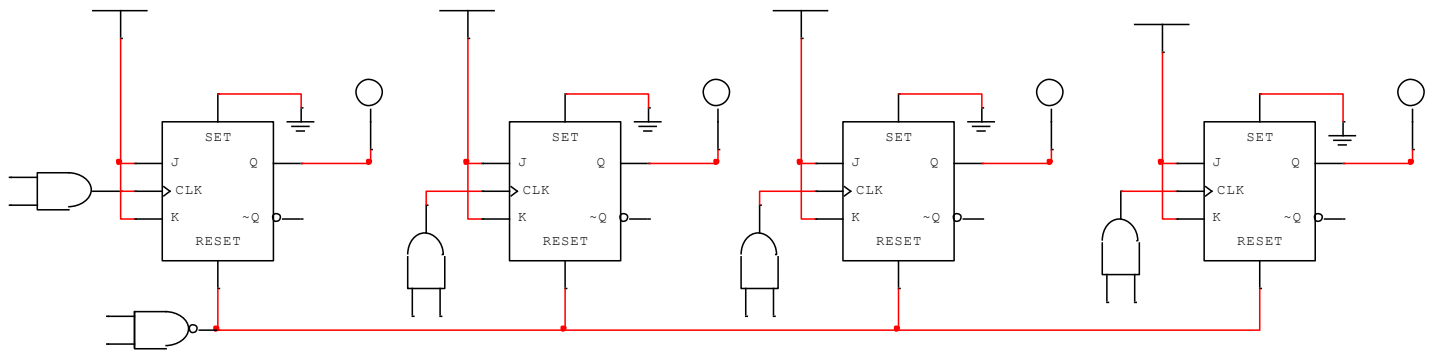 SET
J Q
CLK
K ~Q
RESET
SET
J Q
CLK
K ~Q
RESET
SET
J Q
CLK
K ~Q
RESET
SET
J Q
CLK
K ~Q
RESET